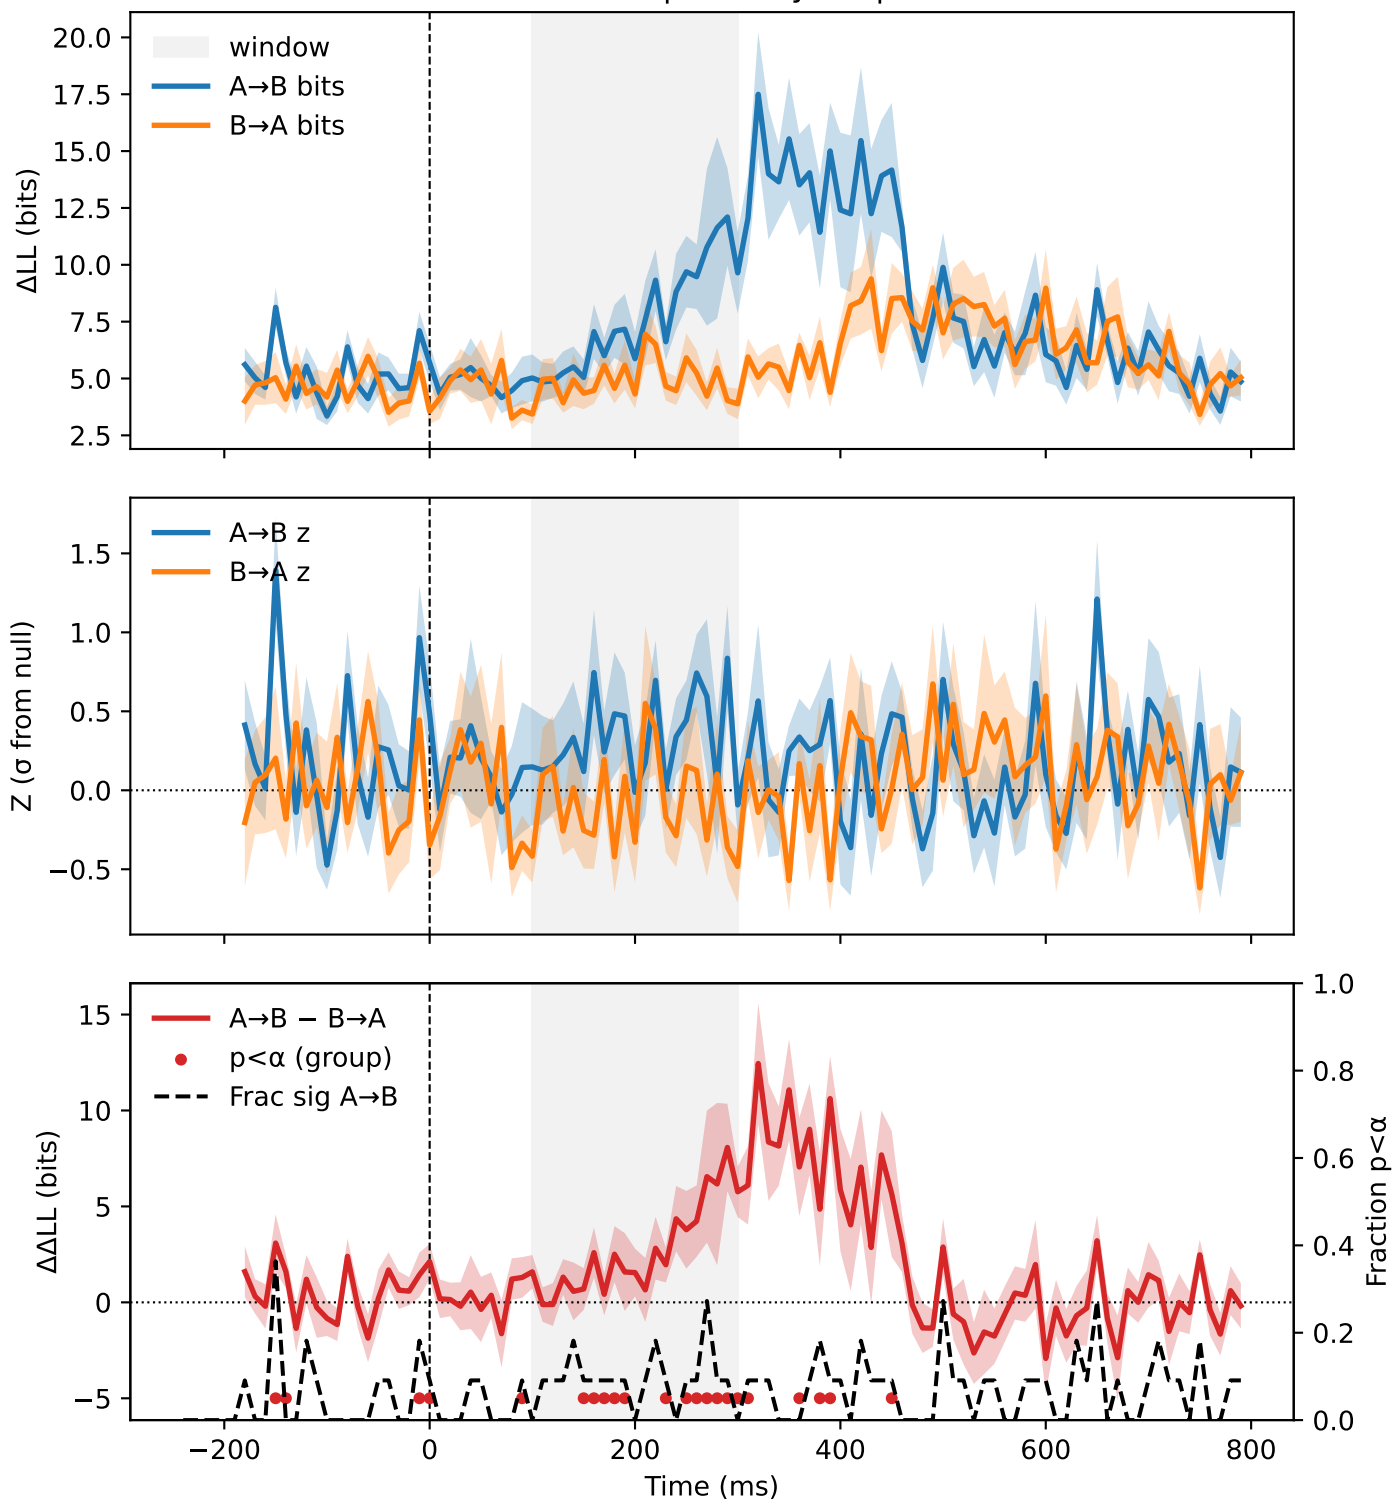 20.0
17.5
15.0
12.5
10.0
7.5
5.0
2.5
ΔLL (bits)
window
A→B bits
B→A bits
1.5
1.0
0.5
0.0
−0.5
Z (σ from null)
A→B z
B→A z
15
10
5
0
−5
ΔΔLL (bits)
A→B − B→A
p<α (group)
Frac sig A→B
1.0
0.8
0.6
0.4
0.2
0.0
Fraction p<α
−200
0
200
400
600
800
Time (ms)